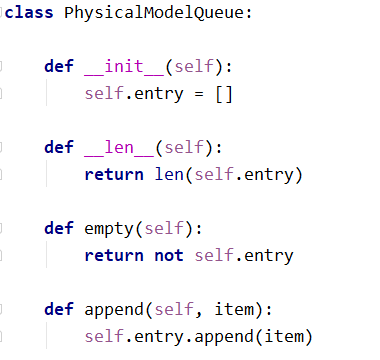 class PhysicalModelQueue:
    def __init__(self):
        self.entry = []
    def __len__(self):
        return len(self.entry)
    def empty(self):
        return not self.entry
    def append(self, item):
        self.entry.append(item)